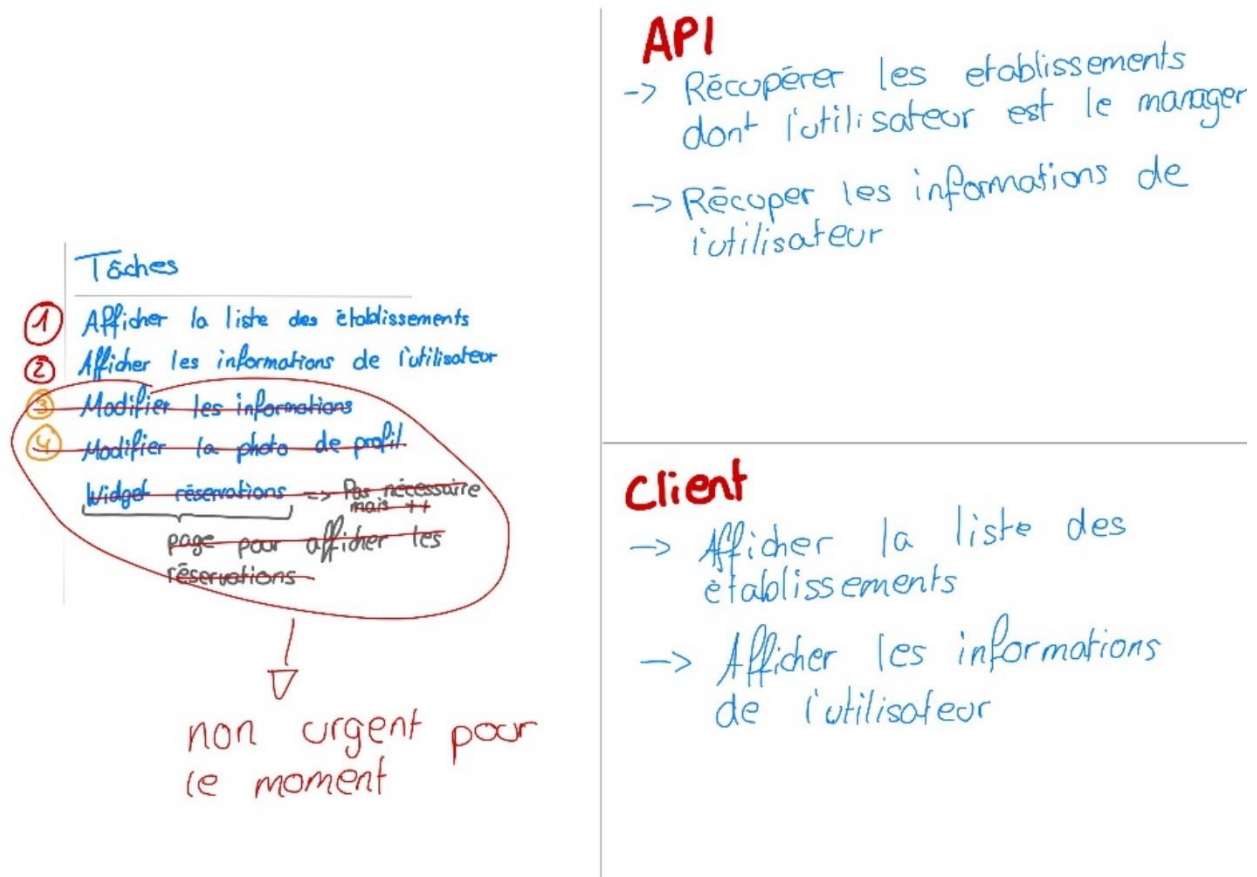 Tâches
1 Afficher la liste des établissements
2 Afficher les informations de l'utilisateur
3 Modifier les informations
4 Modifier la photo de profil
Widget réservations => Pas nécessaire
mais ++
page pour afficher les
réservations
non urgent pour
le moment
API
-> Récupérer les etablissements
dont l'utilisateur est le manager
-> Récuper les informations de
l'utilisateur
Client
-> Afficher la liste des
établissements
-> Afficher les informations
de l'utilisateur